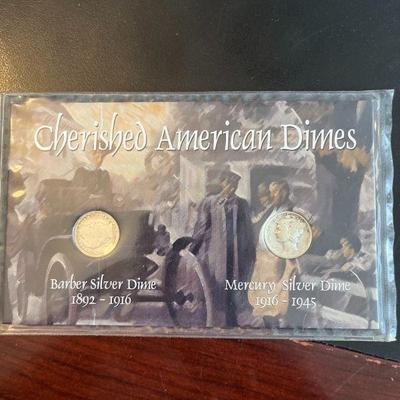 Cherished American Dimes
Barber Silver Dime
1892 - 1916
Mercury Silver Dime
1916 - 1945